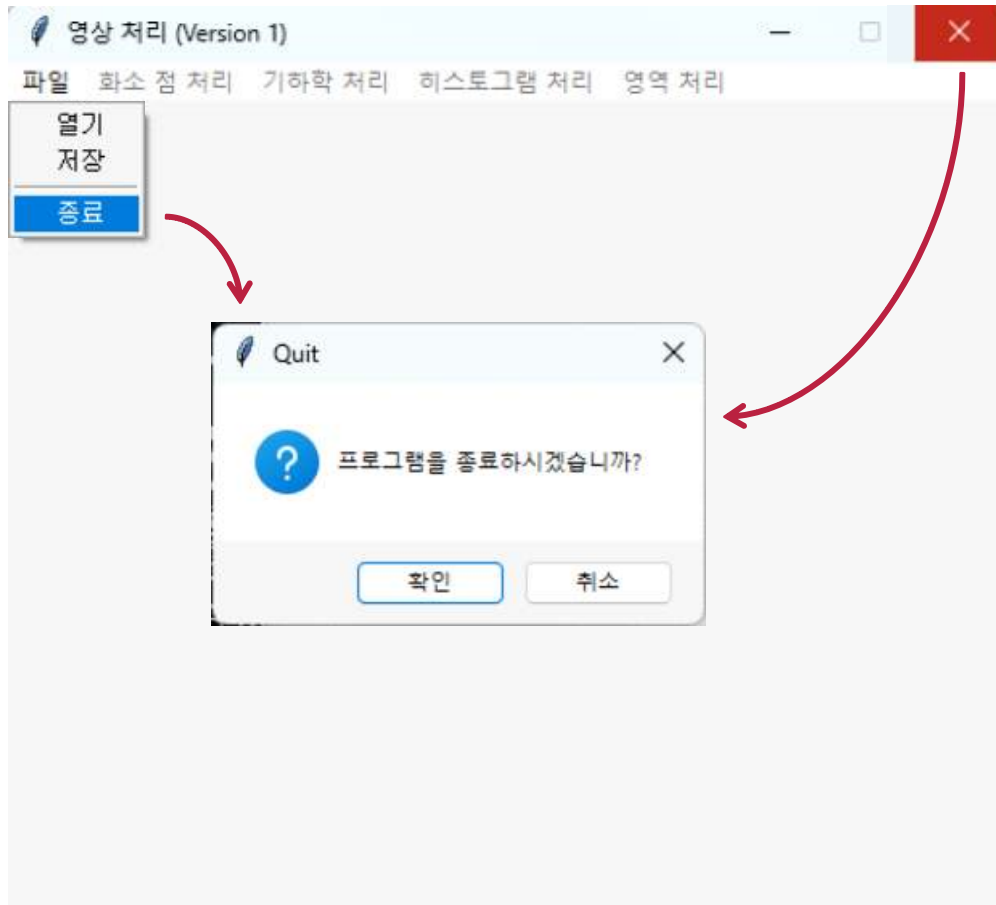 영상 처리 (Version 1)
파일 화소 점 처리 기하학 처리 히스토그램 처리 영역 처리
열기
저장
종료
Quit
프로그램을 종료하시겠습니까?
확인 취소